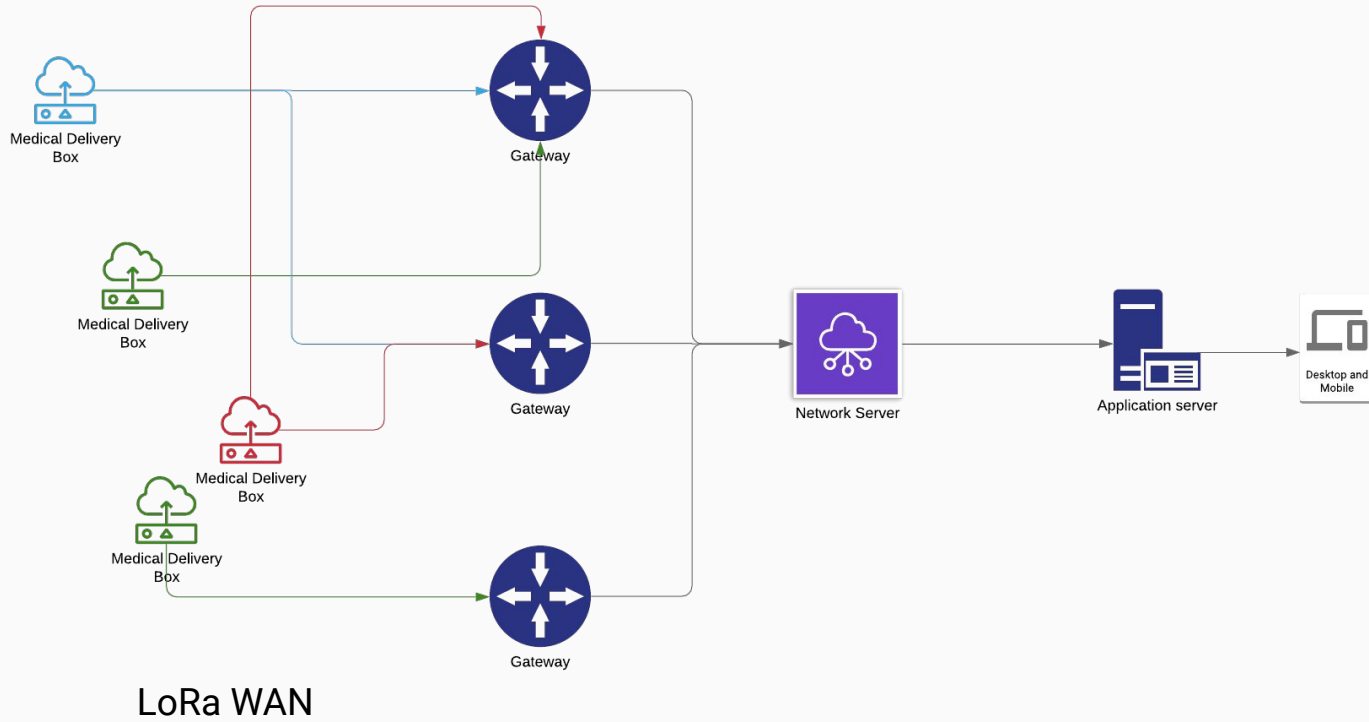 Medical Delivery
Box
Gateway
Medical Delivery
Box
Gateway
Medical Delivery
Box
Medical Delivery
Box
Gateway
Network Server
Application server
Desktop and
Mobile
LoRa WAN